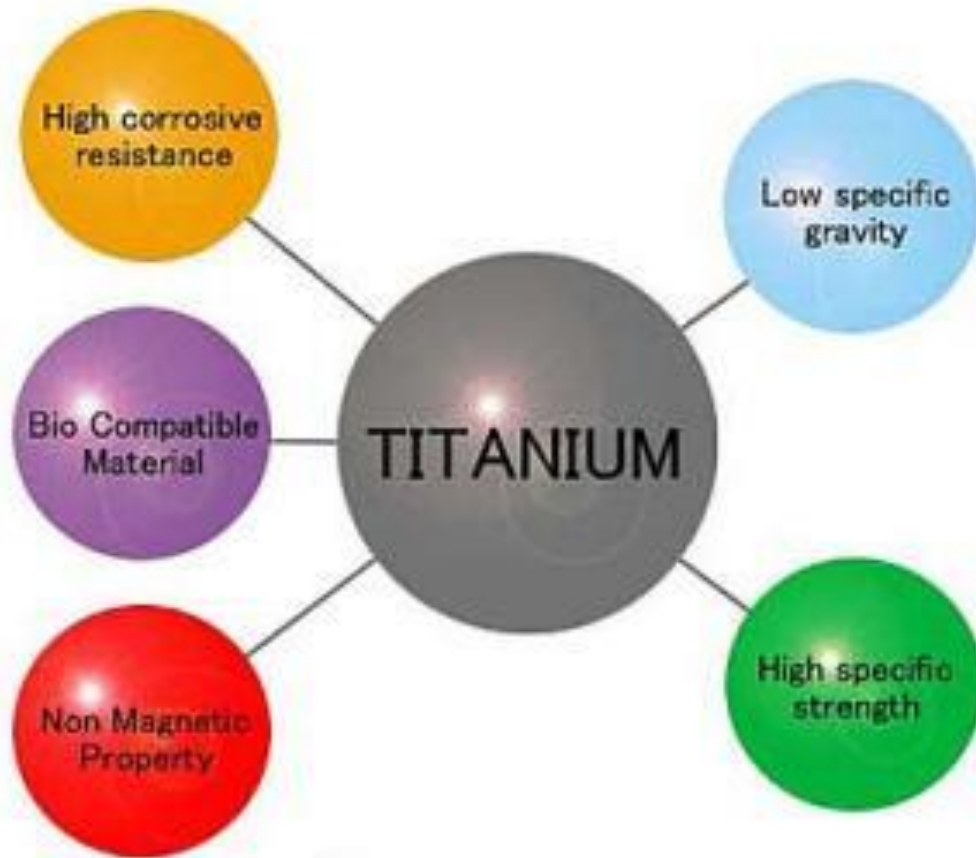 High corrosive
resistance
Low specific
gravity
Bio Compatible
Material
TITANIUM
Non Magnetic
Property
High specific
strength